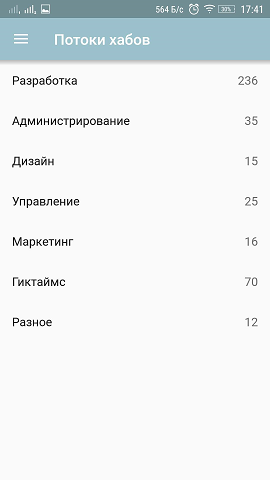 564 Б/с 30% 17:41
Потоки хабов
Разработка 236
Администрирование 35
Дизайн 15
Управление 25
Маркетинг 16
Гиктаймс 70
Разное 12